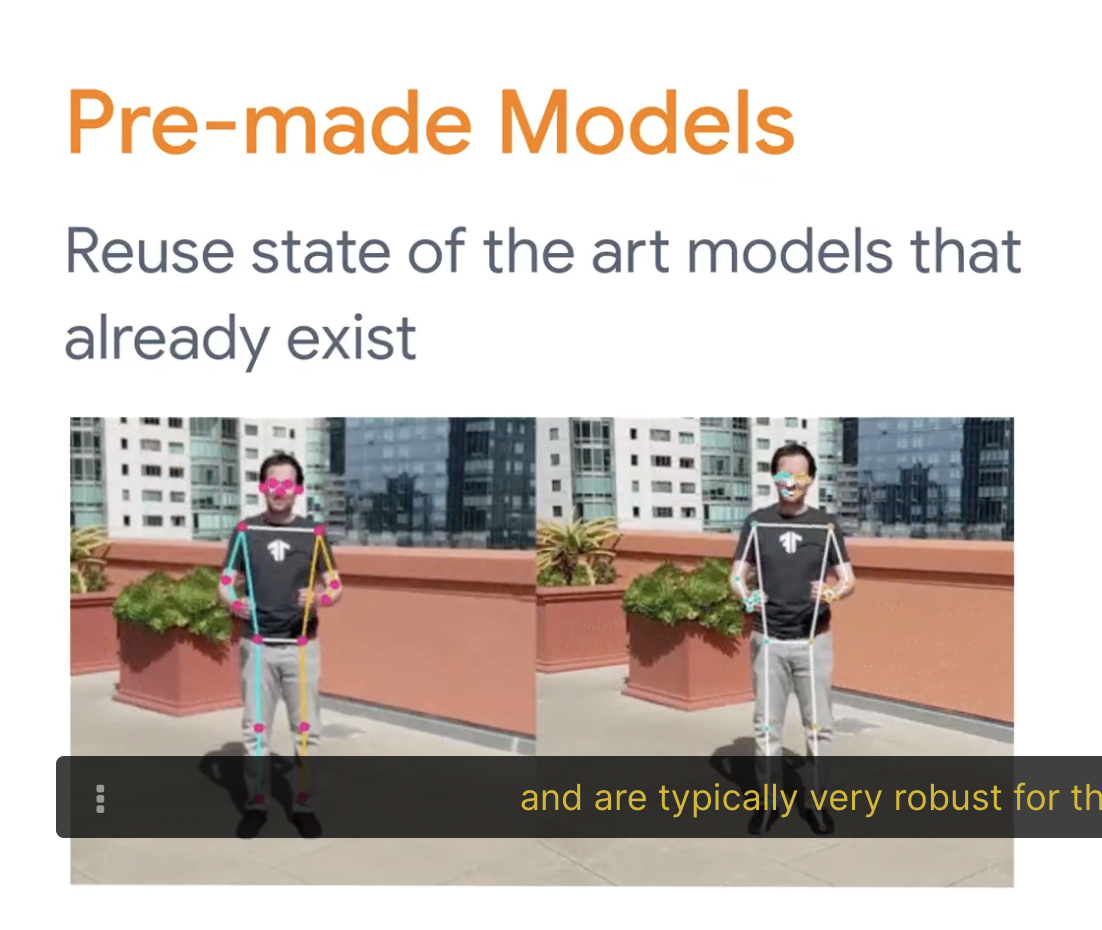 Pre-made Models
Reuse state of the art models that
already exist
and are typically very robust for th